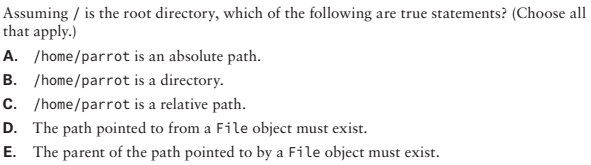 Assuming / is the root directory, which of the following are true statements? (Choose all
that apply.)
A. /home/parrot is an absolute path.
B. /home/parrot is a directory.
C. /home/parrot is a relative path.
D. The path pointed to from a File object must exist.
E. The parent of the path pointed to by a File object must exist.